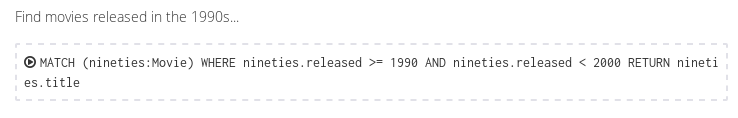 Find movies released in the 1990s...
MATCH (nineties:Movie) WHERE nineties.released >= 1990 AND nineties.released < 2000 RETURN nineti
es.title